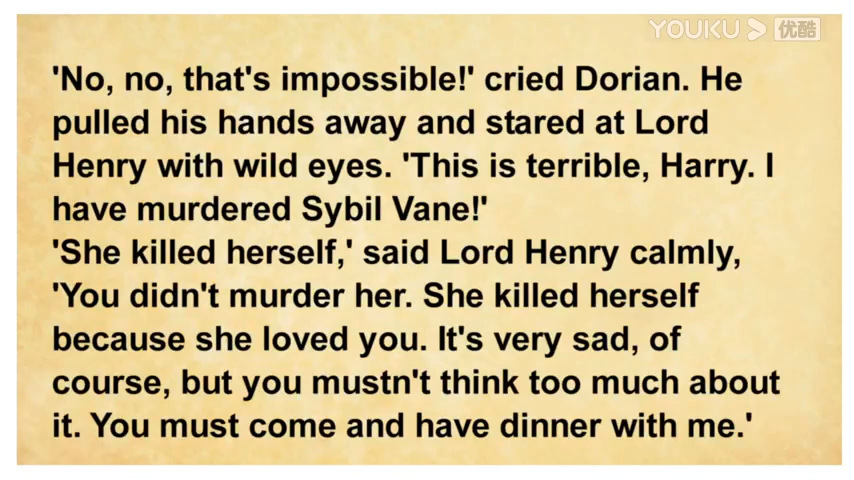 YOUKU 优酷
'No, no, that's impossible!' cried Dorian. He
pulled his hands away and stared at Lord
Henry with wild eyes. 'This is terrible, Harry. I
have murdered Sybil Vane!'
'She killed herself,' said Lord Henry calmly,
'You didn't murder her. She killed herself
because she loved you. It's very sad, of
course, but you mustn't think too much about
it. You must come and have dinner with me.'